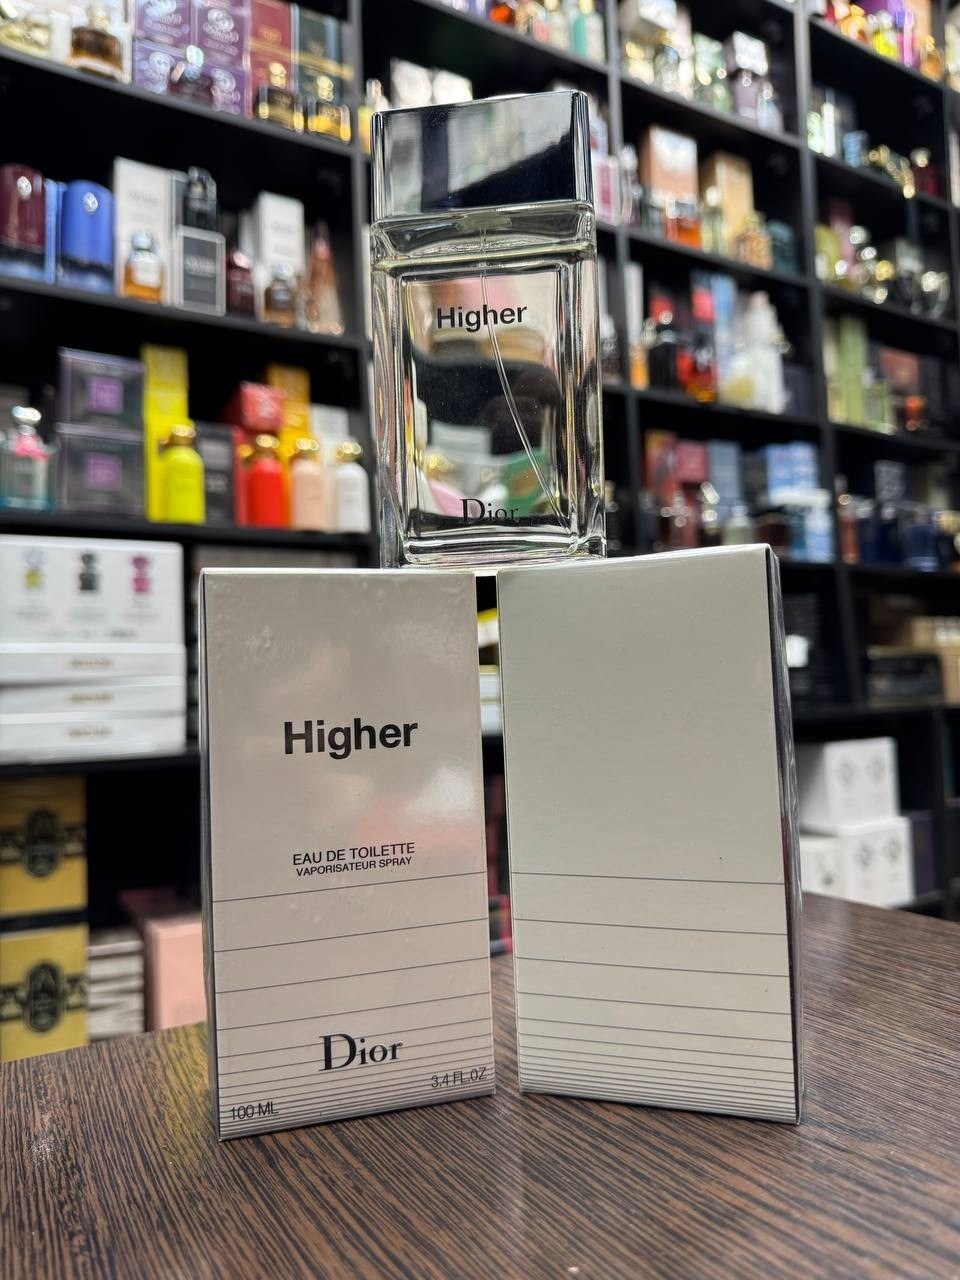 Higher
Dior
Higher
EAU DE TOILETTE
VAPORISATEUR SPRAY
Dior
100 ML
3.4 FL.OZ